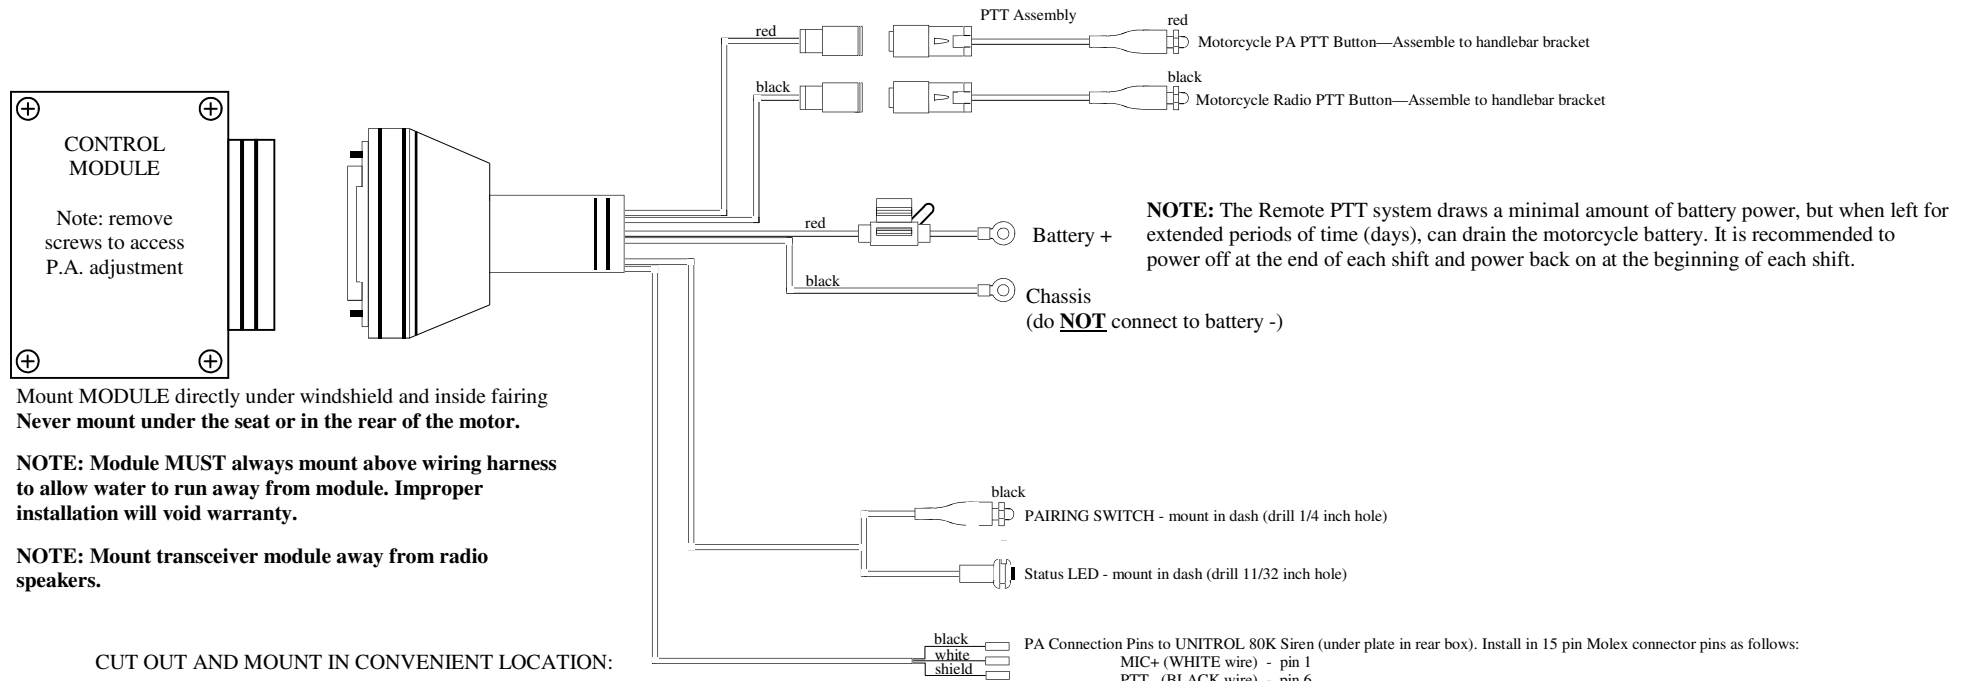 PTT Assembly
red
red
Motorcycle PA PTT Button—Assemble to handlebar bracket
black
black
Motorcycle Radio PTT Button—Assemble to handlebar bracket
CONTROL
MODULE
Note: remove
screws to access
P.A. adjustment
red
Battery +
NOTE: The Remote PTT system draws a minimal amount of battery power, but when left for
extended periods of time (days), can drain the motorcycle battery. It is recommended to
power off at the end of each shift and power back on at the beginning of each shift.
black
Chassis
(do NOT connect to battery -)
Mount MODULE directly under windshield and inside fairing
Never mount under the seat or in the rear of the motor.
NOTE: Module MUST always mount above wiring harness
to allow water to run away from module. Improper
installation will void warranty.
NOTE: Mount transceiver module away from radio
speakers.
black
PAIRING SWITCH - mount in dash (drill 1/4 inch hole)
Status LED - mount in dash (drill 11/32 inch hole)
CUT OUT AND MOUNT IN CONVENIENT LOCATION:
black
white
shield
PA Connection Pins to UNITROL 80K Siren (under plate in rear box). Install in 15 pin Molex connector pins as follows:
MIC+ (WHITE wire) - pin 1
PTT (BLACK wire) - pin 6